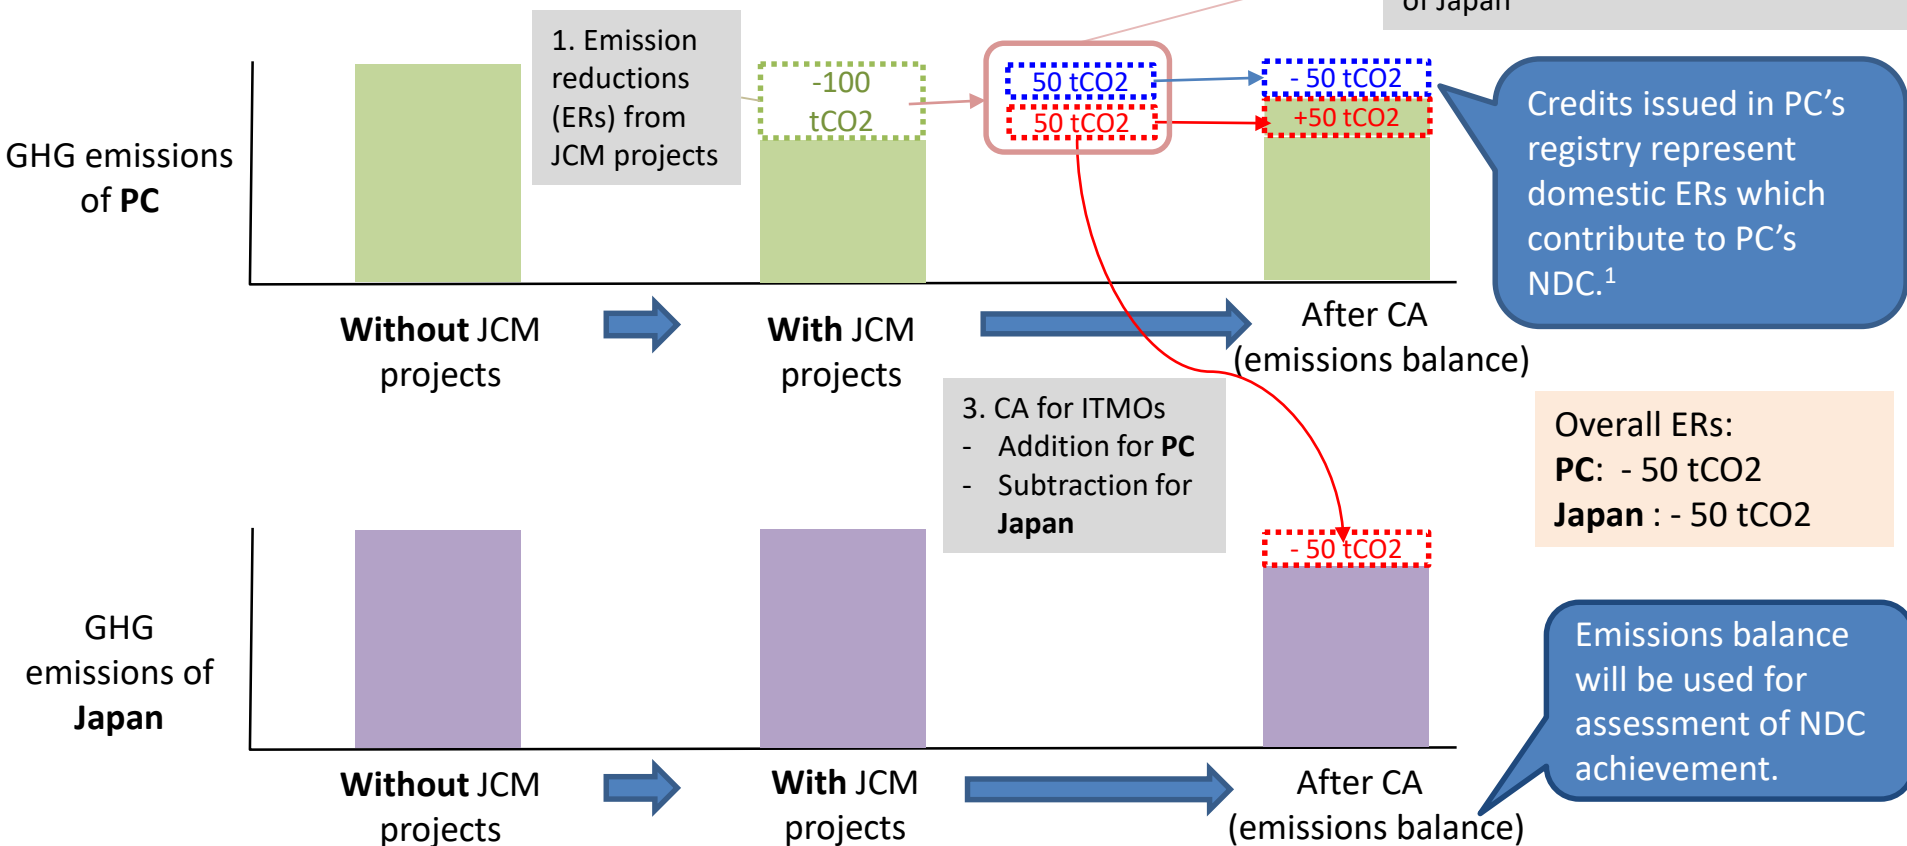 of Japan
1. Emission
reductions
(ERs) from
JCM projects
-100
tCO2
50 tCO2
50 tCO2
- 50 tCO2
+50 tCO2
Credits issued in PC’s
registry represent
domestic ERs which
contribute to PC’s
NDC.1
GHG emissions
of PC
Without JCM
projects
With JCM
projects
After CA
(emissions balance)
3. CA for ITMOs
- Addition for PC
- Subtraction for
Japan
Overall ERs:
PC: - 50 tCO2
Japan : - 50 tCO2
- 50 tCO2
GHG
emissions of
Japan
Emissions balance
will be used for
assessment of NDC
achievement.
Without JCM
projects
With JCM
projects
After CA
(emissions balance)